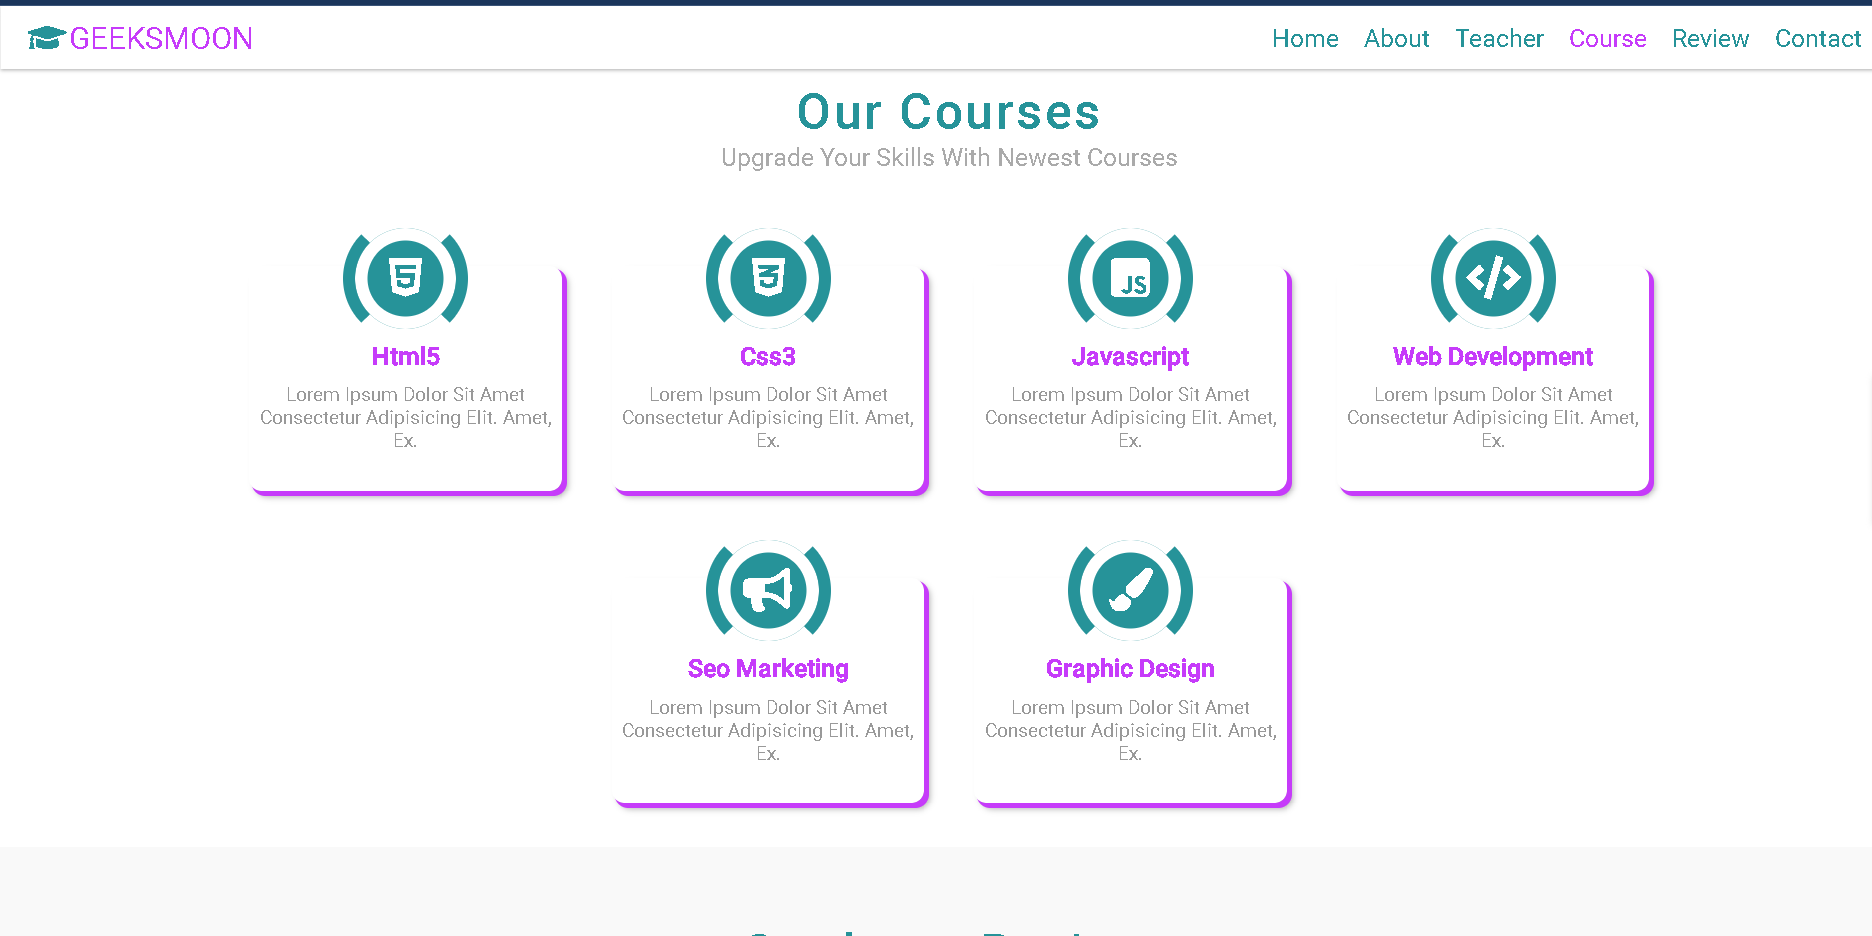 GEEKSMOON
Home About Teacher Course Review Contact
Our Courses
Upgrade Your Skills With Newest Courses
Html5
Lorem Ipsum Dolor Sit Amet
Consectetur Adipisicing Elit. Amet,
Ex.
Css3
Lorem Ipsum Dolor Sit Amet
Consectetur Adipisicing Elit. Amet,
Ex.
JS
Javascript
Lorem Ipsum Dolor Sit Amet
Consectetur Adipisicing Elit. Amet,
Ex.
Web Development
Lorem Ipsum Dolor Sit Amet
Consectetur Adipisicing Elit. Amet,
Ex.
Seo Marketing
Lorem Ipsum Dolor Sit Amet
Consectetur Adipisicing Elit. Amet,
Ex.
Graphic Design
Lorem Ipsum Dolor Sit Amet
Consectetur Adipisicing Elit. Amet,
Ex.